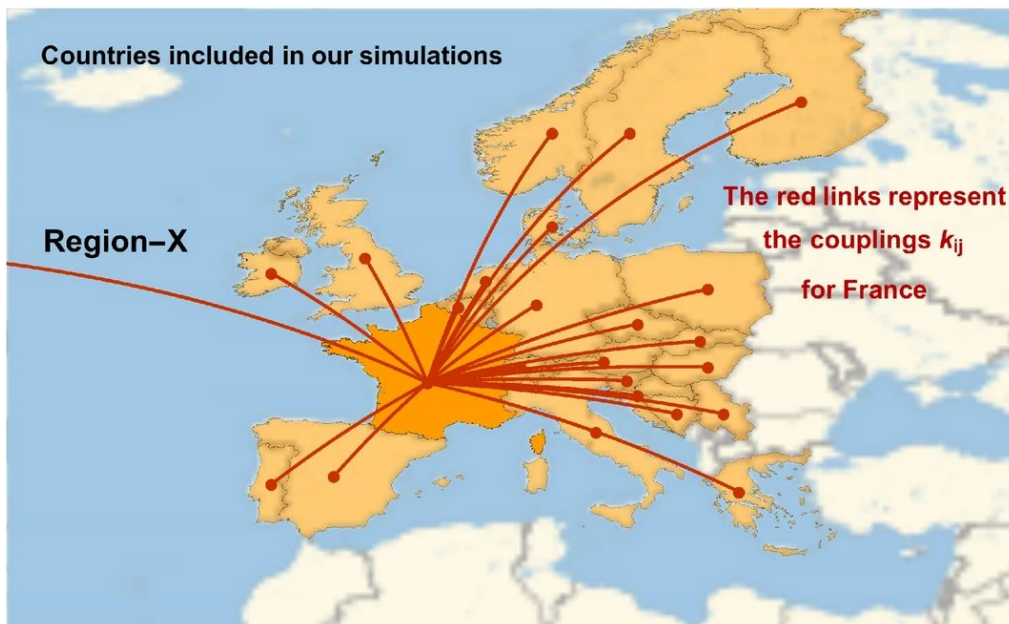 Countries included in our simulations
Region–X
The red links represent
the couplings kij
for France